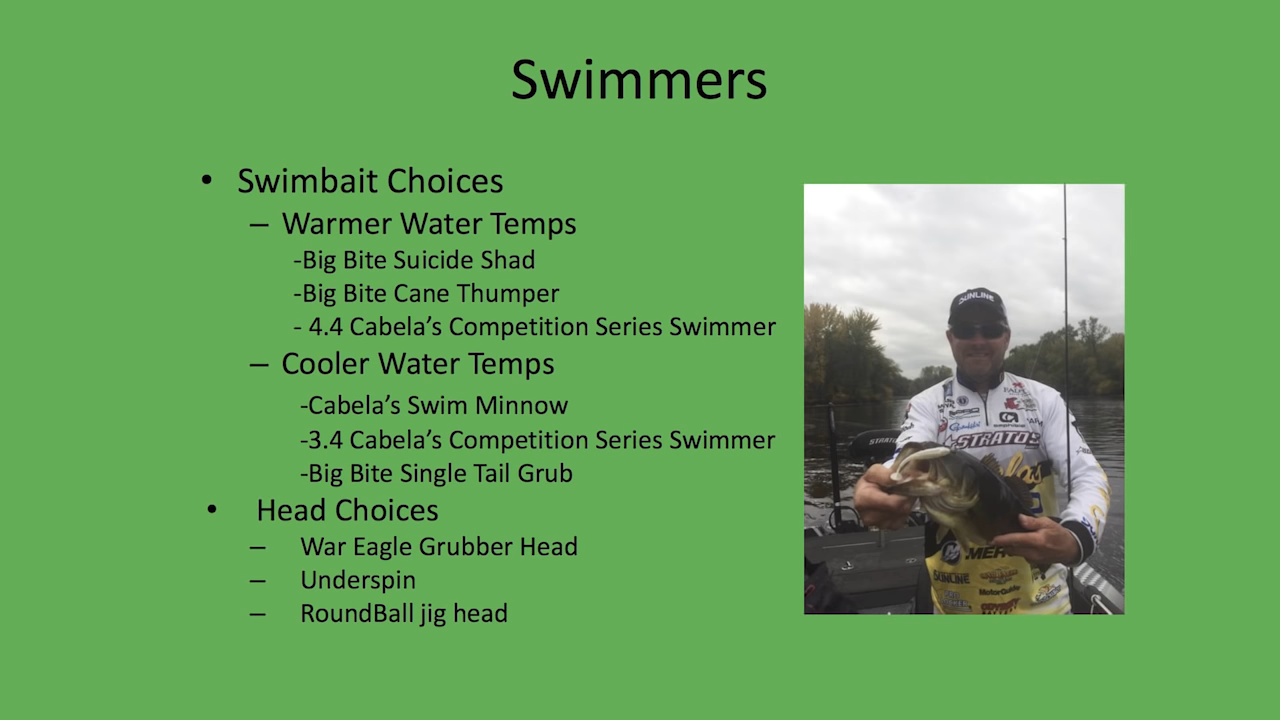 Swimmers
• Swimbait Choices
– Warmer Water Temps
-Big Bite Suicide Shad
-Big Bite Cane Thumper
- 4.4 Cabela’s Competition Series Swimmer
– Cooler Water Temps
-Cabela’s Swim Minnow
-3.4 Cabela’s Competition Series Swimmer
-Big Bite Single Tail Grub
• Head Choices
– War Eagle Grubber Head
– Underspin
– RoundBall jig head
SUNLINE
STRATOS
SUNLINE
MotorGuide